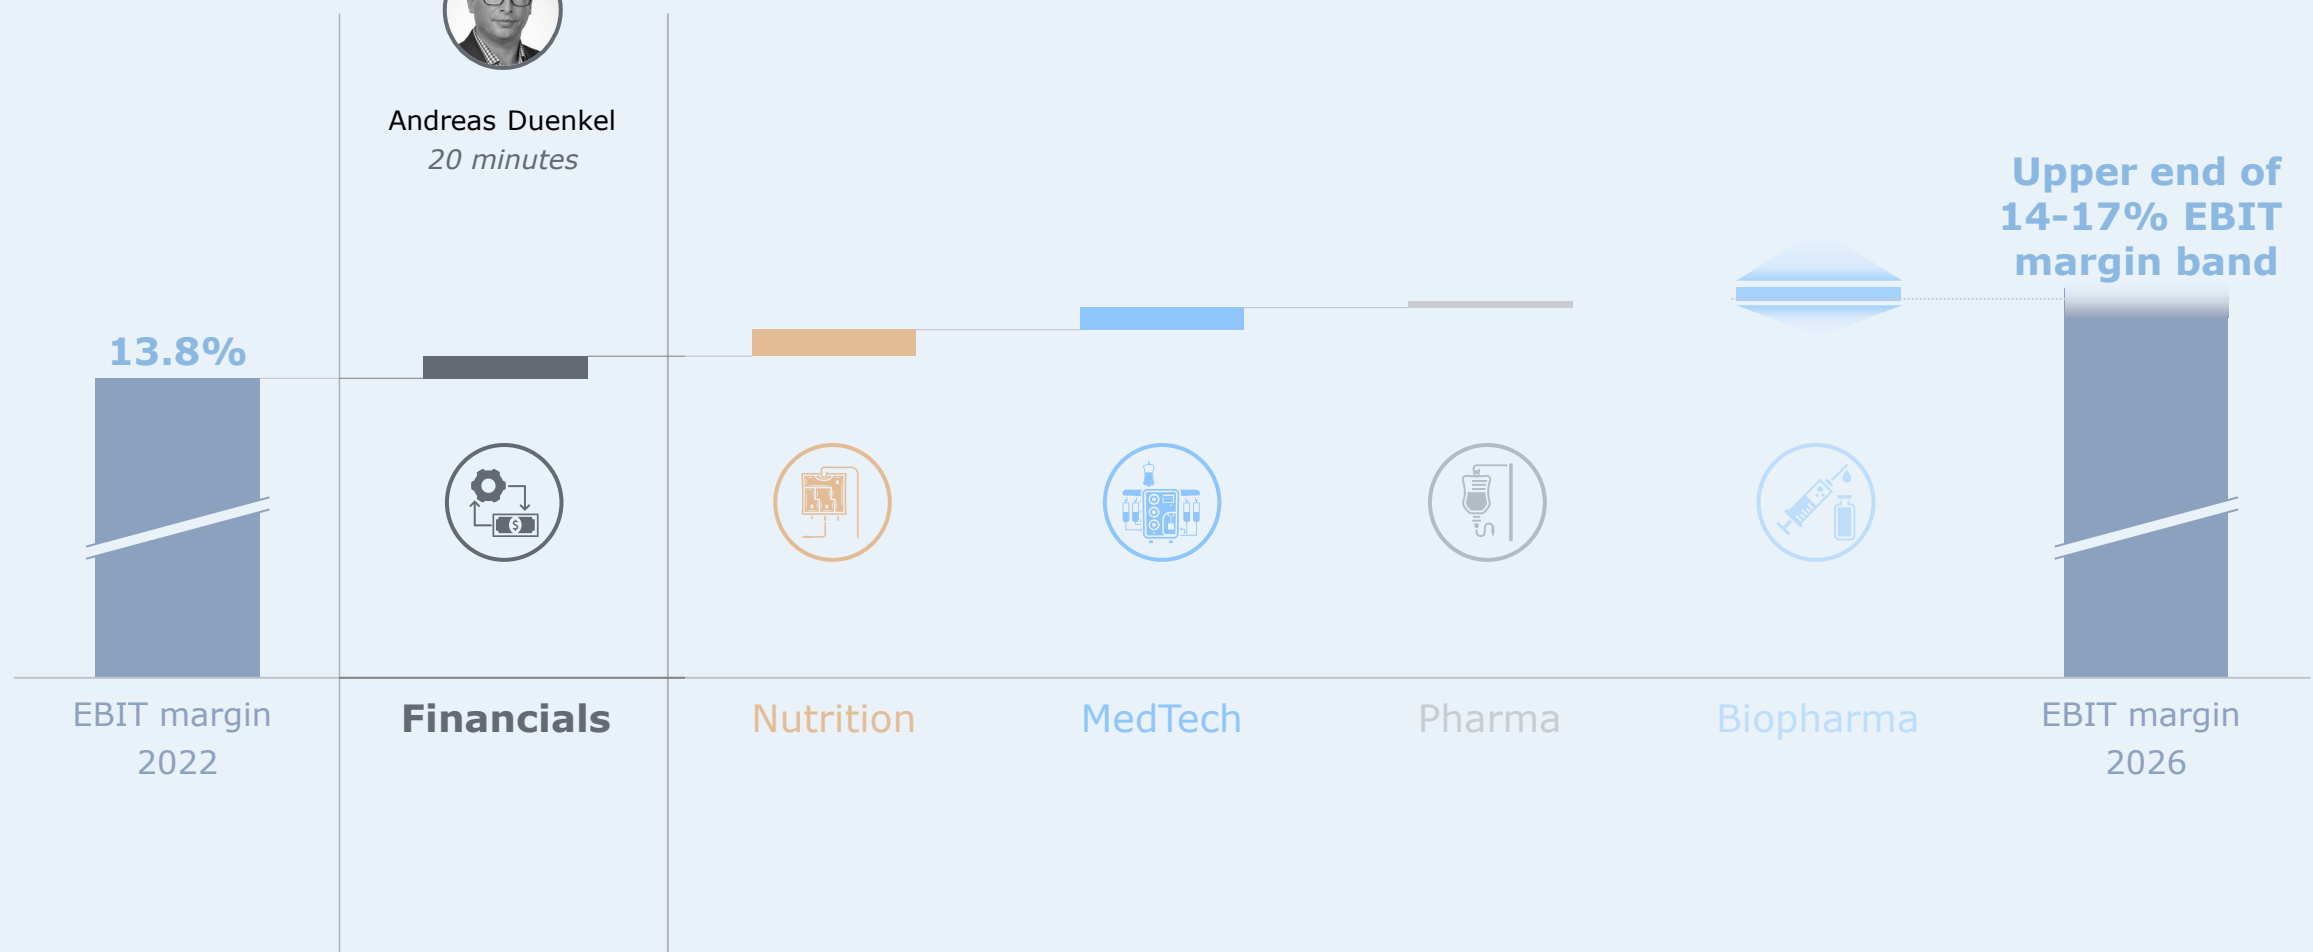 Andreas Duenkel
20 minutes
Upper end of
14-17% EBIT
margin band
13.8%
$
EBIT margin
2022
Financials
Nutrition
MedTech
Pharma
Biopharma
EBIT margin
2026